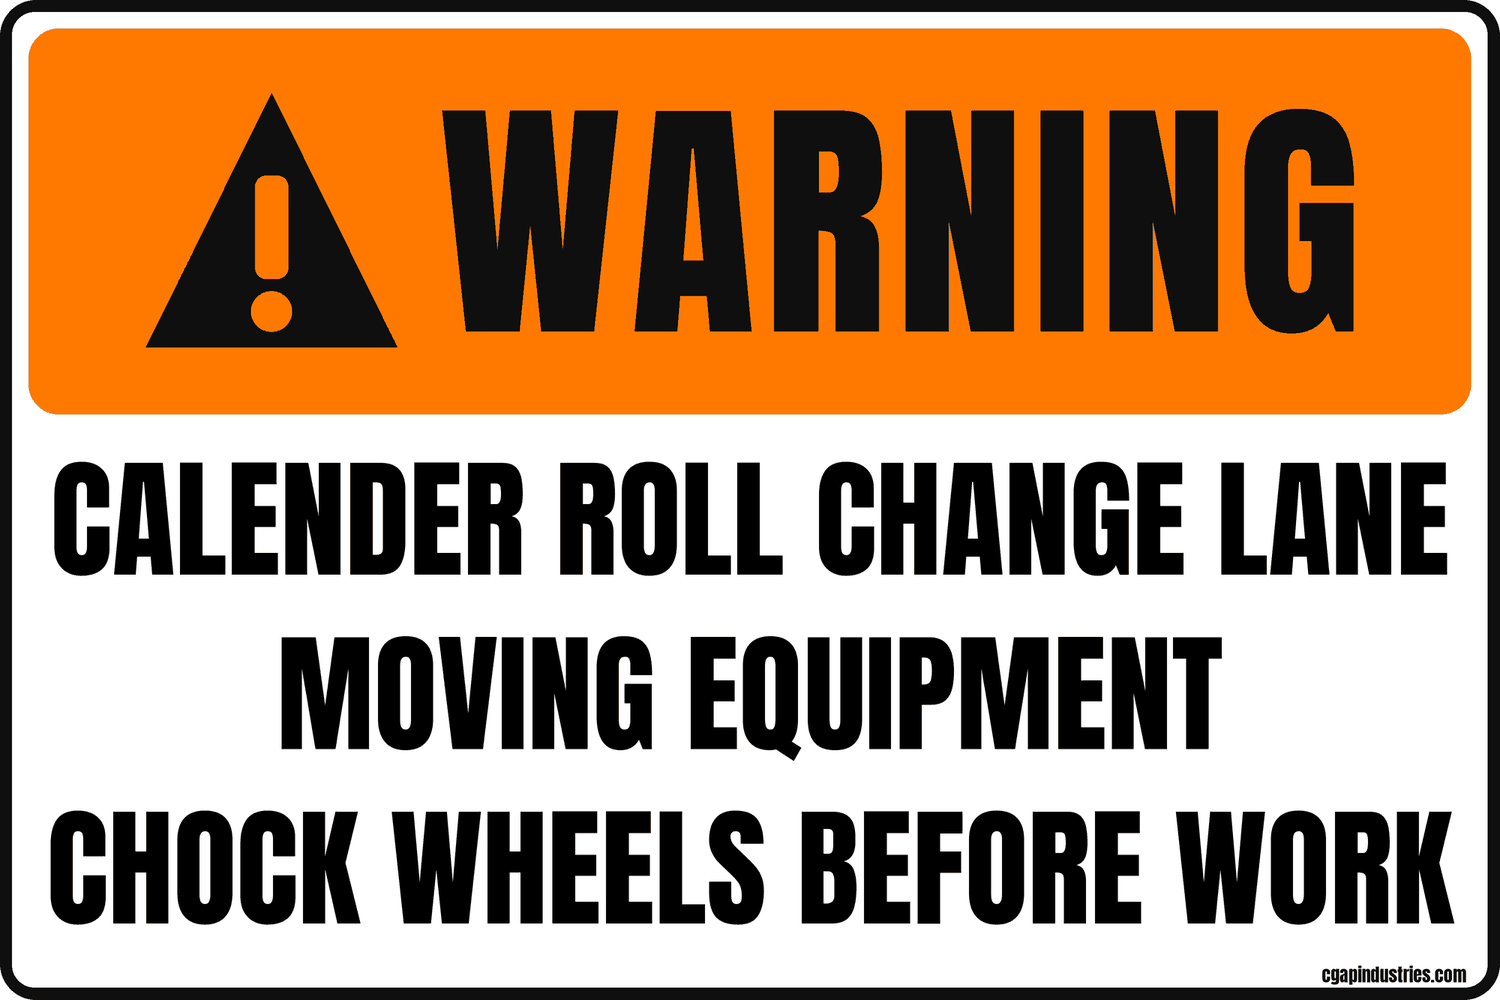 WARNING
CALENDER ROLL CHANGE LANE
MOVING EQUIPMENT
CHOCK WHEELS BEFORE WORK
cgapindustries.com